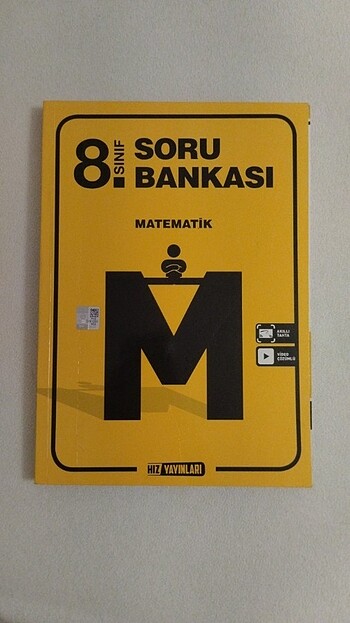 8. SINIF
SORU
BANKASI
MATEMATİK
M
AKILLI
TAHTA
VİDEO
ÇÖZÜMLÜ
HIZ YAYINLARI